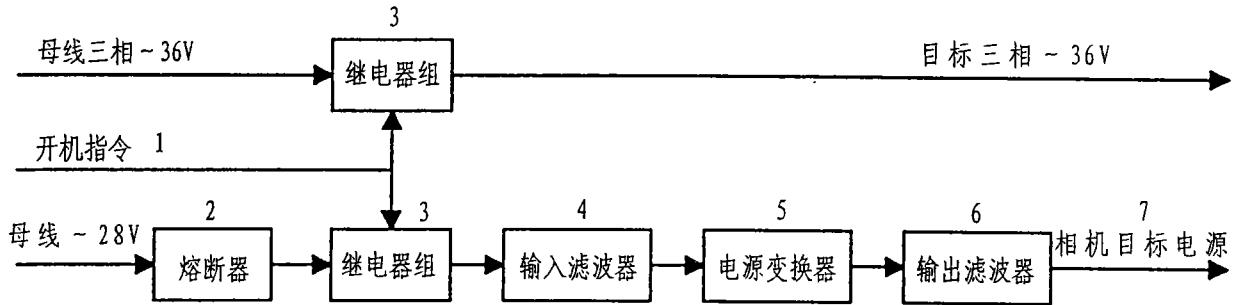 3
母线三相~36V
继电器组
目标三相~36V
开机指令 1
2
3
4
5
6
7
母线~28V
熔断器
继电器组
输入滤波器
电源变换器
输出滤波器
相机目标电源